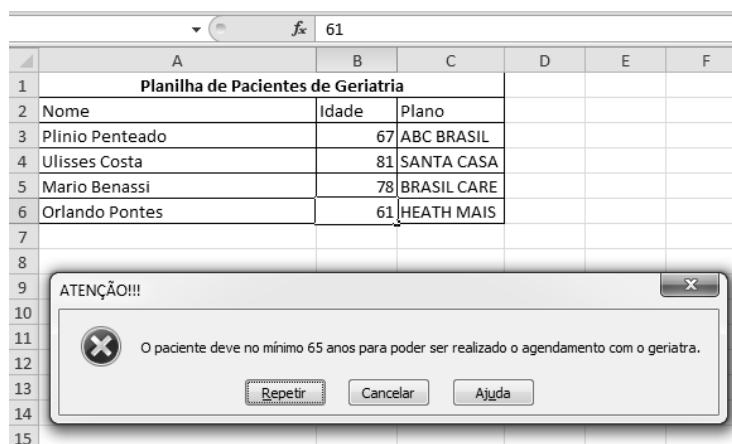 fx 61
A B C D E F
1 Planilha de Pacientes de Geriatria
2 Nome Idade Plano
3 Plinio Penteado 67 ABC BRASIL
4 Ulisses Costa 81 SANTA CASA
5 Mario Benassi 78 BRASIL CARE
6 Orlando Pontes 61 HEATH MAIS
7
8
9 ATENÇÃO!!!
10
11 O paciente deve no mínimo 65 anos para poder ser realizado o agendamento com o geriatra.
12
13 Repetir Cancelar Ajuda
14
15